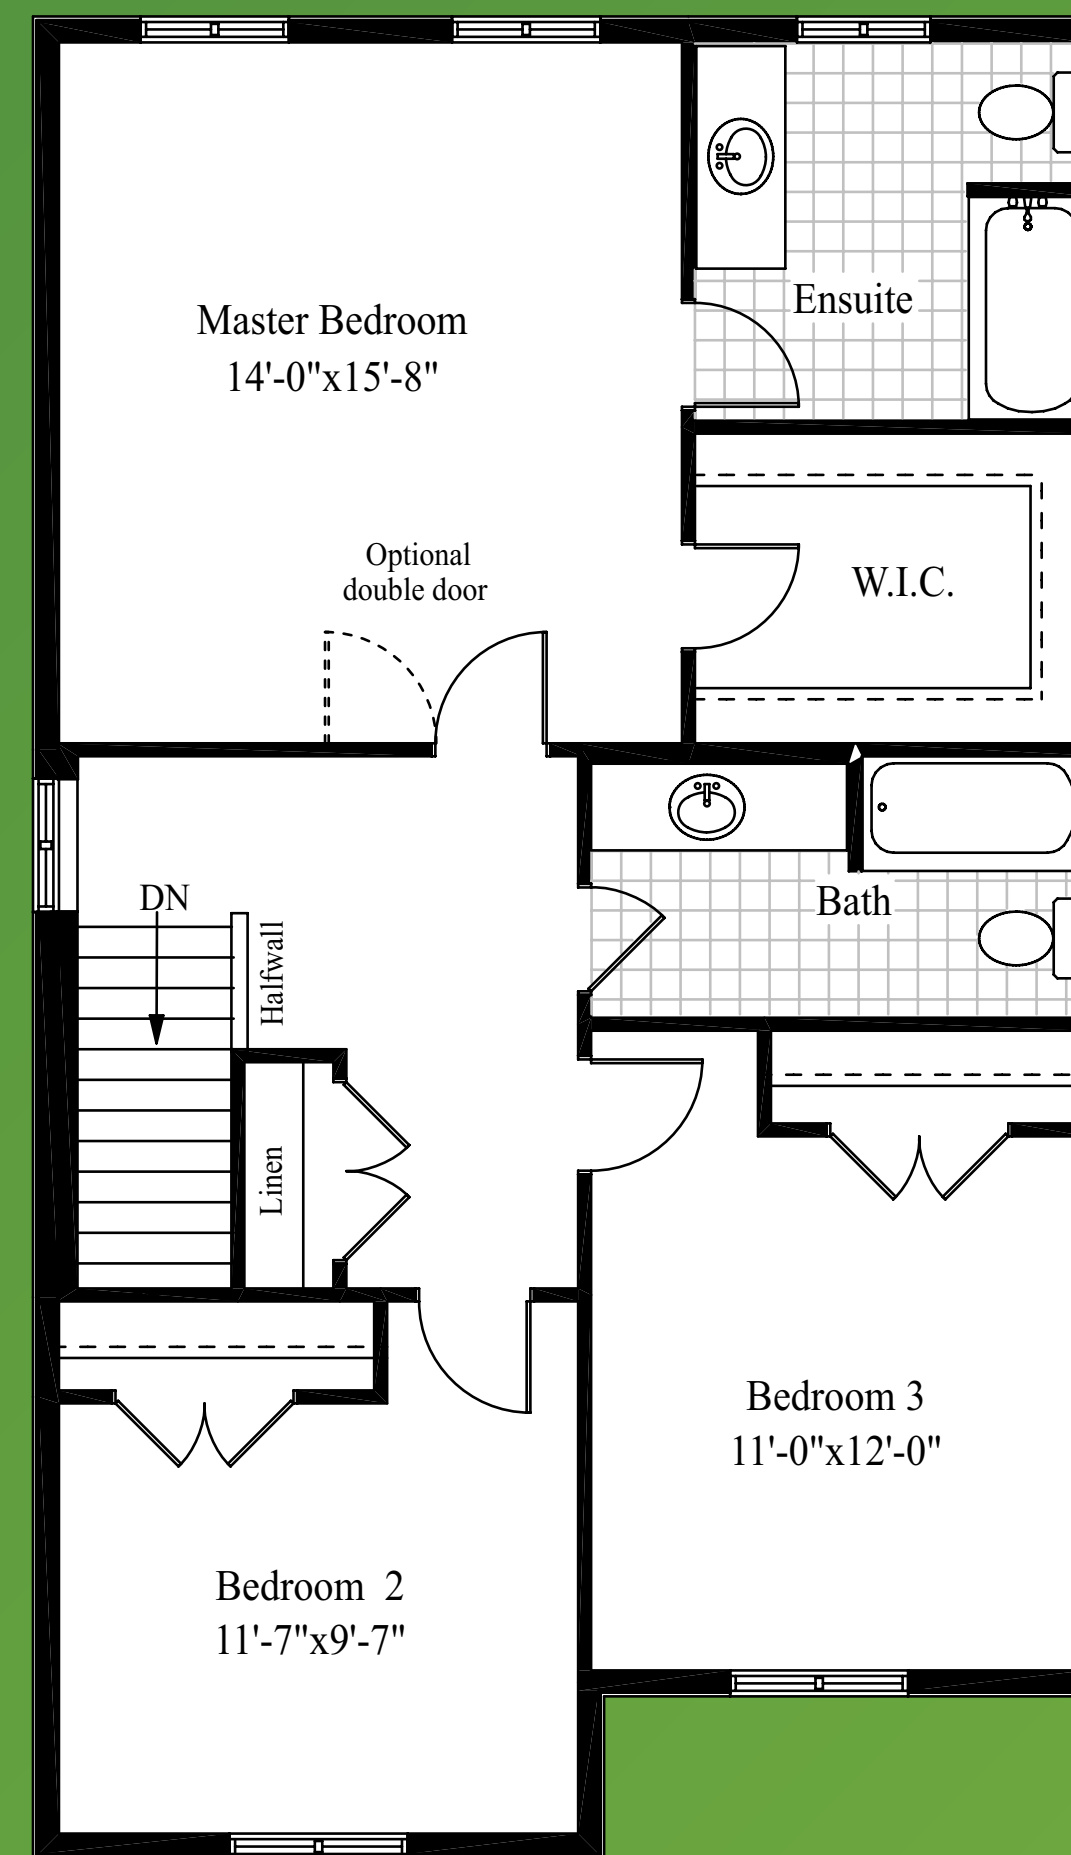 Master Bedroom
14'-0"x15'-8"
Ensuite
Optional
double door
W.I.C.
DN
Halfwall
Bath
Linen
Bedroom 3
11'-0"x12'-0"
Bedroom  2
11'-7"x9'-7"